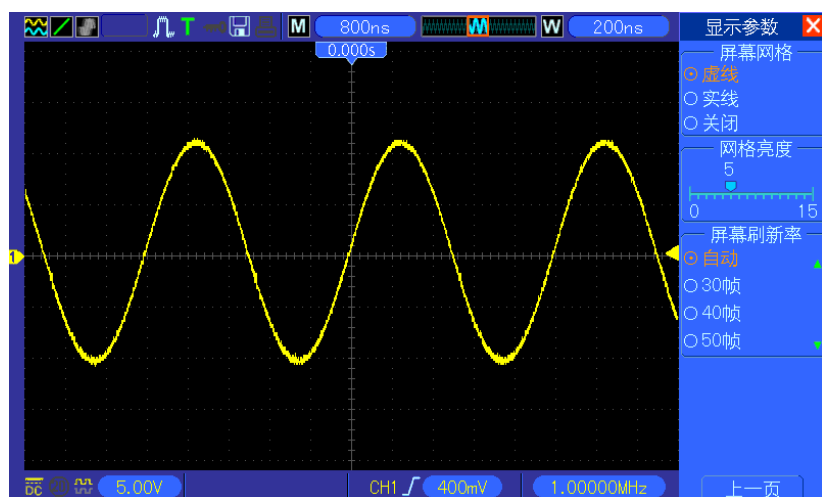 T M 800ns W 200ns
0.000s
显示参数
屏幕网格
虚线
实线
关闭
网格亮度
5
0 15
屏幕刷新率
自动
30帧
40帧
50帧
1
DC 5.00V CH1 400mV 1.00000MHz 上一页